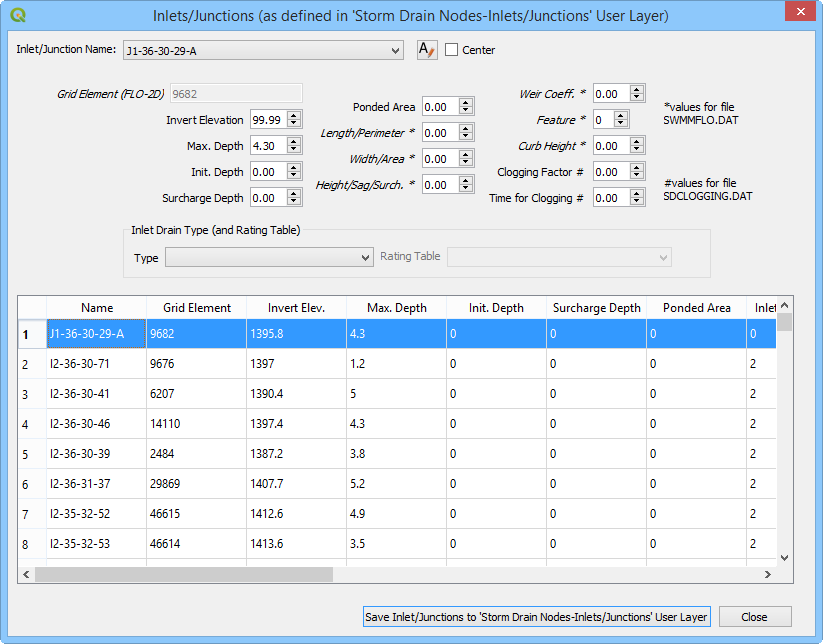 Inlets/Junctions (as defined in 'Storm Drain Nodes-Inlets/Junctions' User Layer)
Inlet/Junction Name: J1-36-30-29-A Center
Grid Element (FLO-2D) 9682
Invert Elevation 99.99
Max. Depth 4.30
Init. Depth 0.00
Surcharge Depth 0.00
Ponded Area 0.00
Length/Perimeter * 0.00
Width/Area * 0.00
Height/Sag/Surch. * 0.00
Weir Coeff. * 0.00
Feature * 0
Curb Height * 0.00
Clogging Factor # 0.00
Time for Clogging # 0.00
*values for file
SWMMFLO.DAT
#values for file
SDCLOGGING.DAT
Inlet Drain Type (and Rating Table)
Type Rating Table
Name Grid Element Invert Elev. Max. Depth Init. Depth Surcharge Depth Ponded Area Inlet
1 J1-36-30-29-A 9682 1395.8 4.3 0 0 0 0
2 I2-36-30-71 9676 1397 1.2 0 0 0 2
3 I2-36-30-41 6207 1390.4 5 0 0 0 2
4 I2-36-30-46 14110 1397.4 4.3 0 0 0 2
5 I2-36-30-39 2484 1387.2 3.8 0 0 0 2
6 I2-36-31-37 29869 1407.7 5.2 0 0 0 2
7 I2-35-32-52 46615 1412.6 4.9 0 0 0 2
8 I2-35-32-53 46614 1413.6 3.5 0 0 0 2
Save Inlet/Junctions to 'Storm Drain Nodes-Inlets/Junctions' User Layer Close